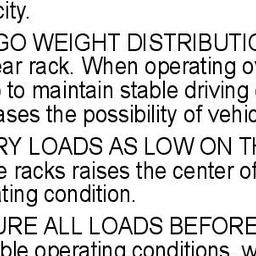 city.
GO WEIGHT DISTRIBUTIO
ear rack. When operating o
to maintain stable driving
ases the possibility of vehic
RY LOADS AS LOW ON TH
e racks raises the center of
ting condition.
URE ALL LOADS BEFORE
ble operating conditions, w